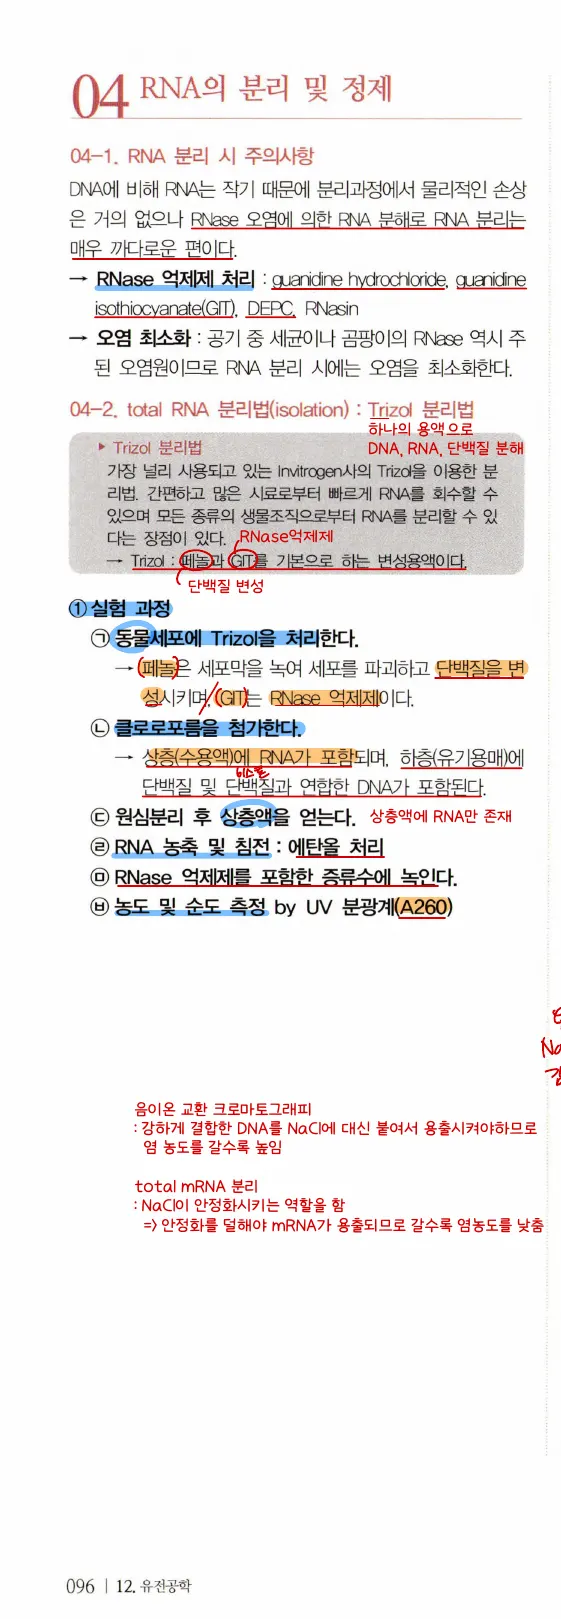 04 RNA의 분리 및 정제
04-1. RNA 분리 시 주의사항
DNA에 비해 RNA는 작기 때문에 분리과정에서 물리적인 손상
은 거의 없으나 RNase 오염에 의한 RNA 분해로 RNA 분리는
매우 까다로운 편이다.
→ RNase 억제제 처리 : guanidine hydrochloride, guanidine
isothiocyanate(GIT), DEPC, RNasin
→ 오염 최소화 : 공기 중 세균이나 곰팡이의 RNase 역시 주
된 오염원이므로 RNA 분리 시에는 오염을 최소화한다.
04-2. total RNA 분리법(isolation) : Trizol 분리법
하나의 용액으로
DNA, RNA, 단백질 분해
▶ Trizol 분리법
가장 널리 사용되고 있는 Invitrogen사의 Trizol을 이용한 분
리법. 간편하고 많은 시료로부터 빠르게 RNA를 회수할 수
있으며 모든 종류의 생물조직으로부터 RNA를 분리할 수 있
다는 장점이 있다.
RNase억제제
→ Trizol : 페놀과 GIT를 기본으로 하는 변성용액이다.
단백질 변성
① 실험 과정
㉠ 동물세포에 Trizol을 처리한다.
→ (페놀)은 세포막을 녹여 세포를 파괴하고 단백질을 변
성시키며, (GIT)는 RNase 억제제이다.
㉡ 클로로포름을 첨가한다.
→ 상층(수용액)에 RNA가 포함되며, 하층(유기용매)에
히스톤
단백질 및 단백질과 연합한 DNA가 포함된다.
㉢ 원심분리 후 상층액을 얻는다. 상층액에 RNA만 존재
㉣ RNA 농축 및 침전 : 에탄올 처리
㉤ RNase 억제제를 포함한 증류수에 녹인다.
㉥ 농도 및 순도 측정 by UV 분광계(A260)
음이온 교환 크로마토그래피
: 강하게 결합한 DNA를 NaCl에 대신 붙여서 용출시켜야하므로
염 농도를 갈수록 높임
total mRNA 분리
: NaCl이 안정화시키는 역할을 함
=> 안정화를 덜해야 mRNA가 용출되므로 갈수록 염농도를 낮춤
096 | 12. 유전공학